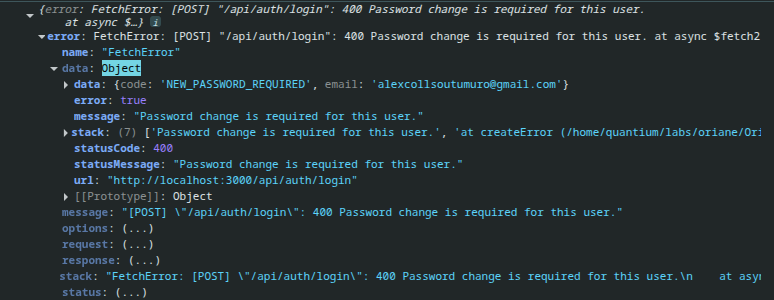 {error: FetchError: [POST] "/api/auth/login": 400 Password change is required for this user.
at async $…} i
error: FetchError: [POST] "/api/auth/login": 400 Password change is required for this user. at async $fetch2
name: "FetchError"
data: Object
data: {code: 'NEW_PASSWORD_REQUIRED', email: 'alexcollsoutumuro@gmail.com'}
error: true
message: "Password change is required for this user."
stack: (7) ['Password change is required for this user.', 'at createError (/home/quantium/labs/oriane/Ori
statusCode: 400
statusMessage: "Password change is required for this user."
url: "http://localhost:3000/api/auth/login"
[[Prototype]]: Object
message: "[POST] \"/api/auth/login\": 400 Password change is required for this user."
options: (...)
request: (...)
response: (...)
stack: "FetchError: [POST] \"/api/auth/login\": 400 Password change is required for this user.\n    at asyn
status: (...)